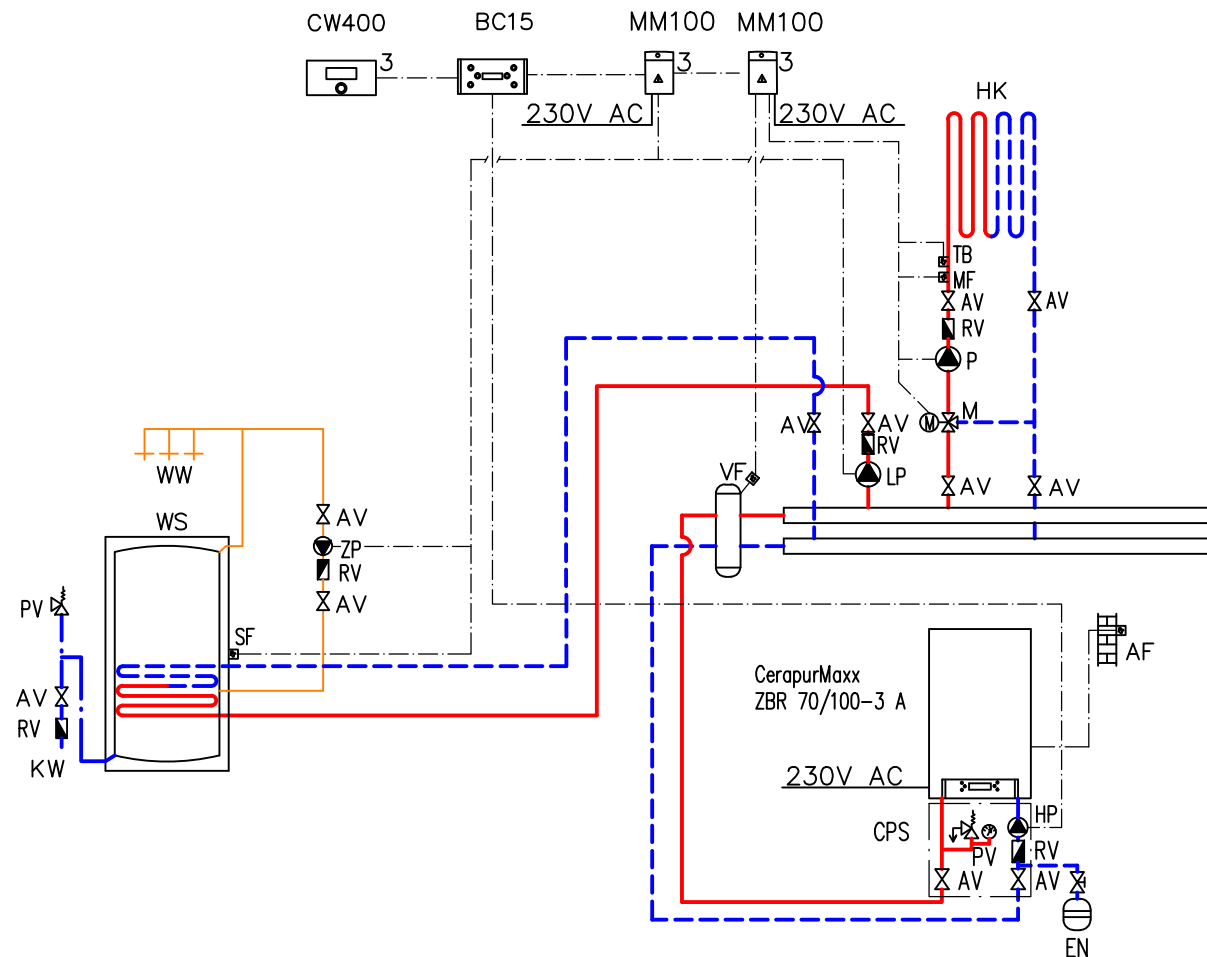 CW400
BC15
MM100
MM100
3
3
3
230V AC
230V AC
HK
TB
MF
AV
AV
RV
P
M
M
AV
AV
RV
WW
VF
LP
AV
AV
WS
AV
ZP
RV
AV
PV
SF
AV
RV
KW
AF
CerapurMaxx
ZBR 70/100-3 A
230V AC
CPS
HP
PV
RV
AV
AV
EN